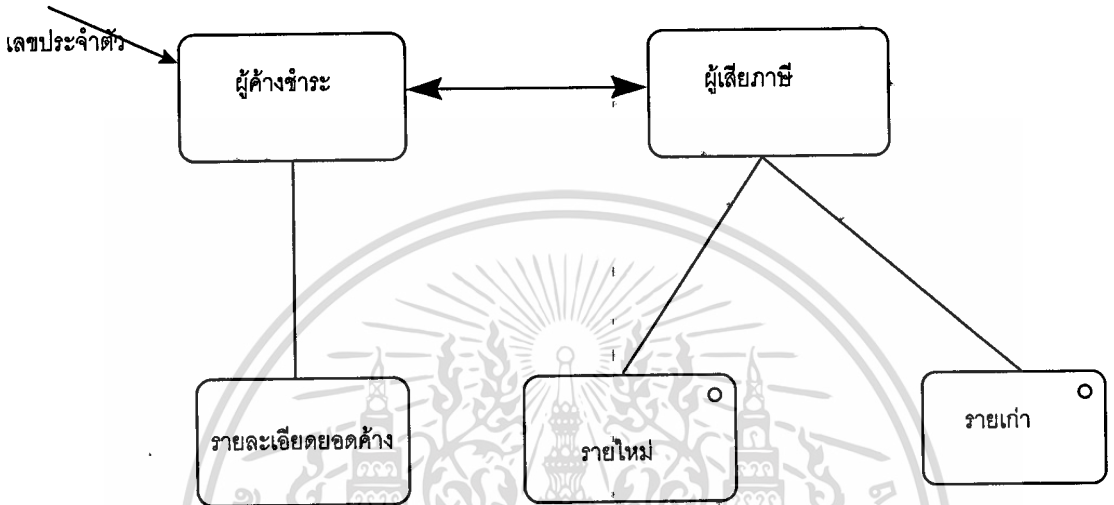 เลขประจำตัว
ผู้ค้างชำระ
ผู้เสียภาษี
รายละเอียดยอดค้าง
รายใหม่
รายเก่า